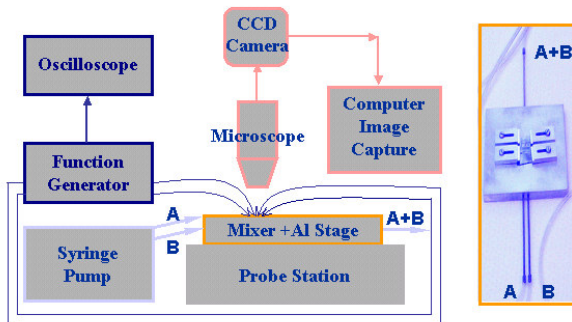 CCD
Camera
Oscilloscope
Computer
Image
Capture
Microscope
Function
Generator
A
B
Mixer +Al Stage
A+B
Syringe
Pump
Probe Station
A+B
A
B